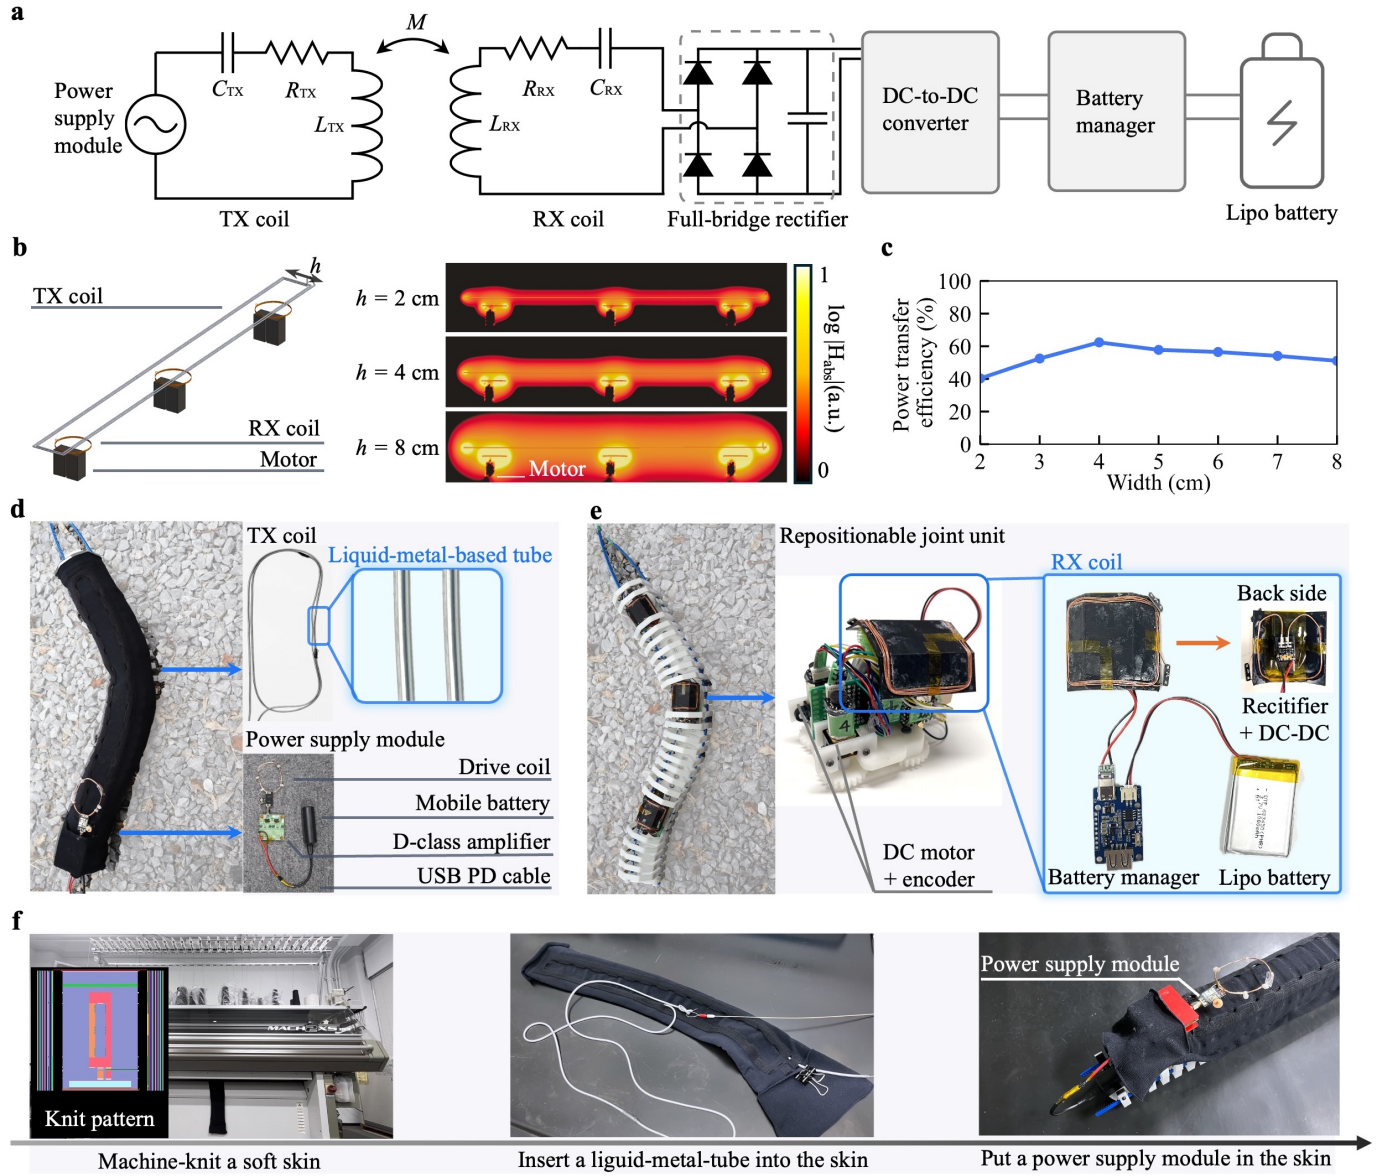 a
M
Power
supply
module
CTX
RTX
LTX
LRX
RRX
CRX
DC-to-DC
converter
Battery
manager
TX coil
RX coil
Full-bridge rectifier
Lipo battery
b
h
TX coil
RX coil
Motor
h = 2 cm
h = 4 cm
h = 8 cm
Motor
1
log |Habs|(a.u.)
0
c
Power transfer
efficiency (%)
100
80
60
40
20
0
2 3 4 5 6 7 8
Width (cm)
d
TX coil
Liquid-metal-based tube
Power supply module
Drive coil
Mobile battery
D-class amplifier
USB PD cable
e
Repositionable joint unit
4
DC motor
+ encoder
RX coil
Back side
Rectitifier
+ DC-DC
Battery manager
Lipo battery
f
Knit pattern
Machine-knit a soft skin
Insert a liguid-metal-tube into the skin
Power supply module
Put a power supply module in the skin